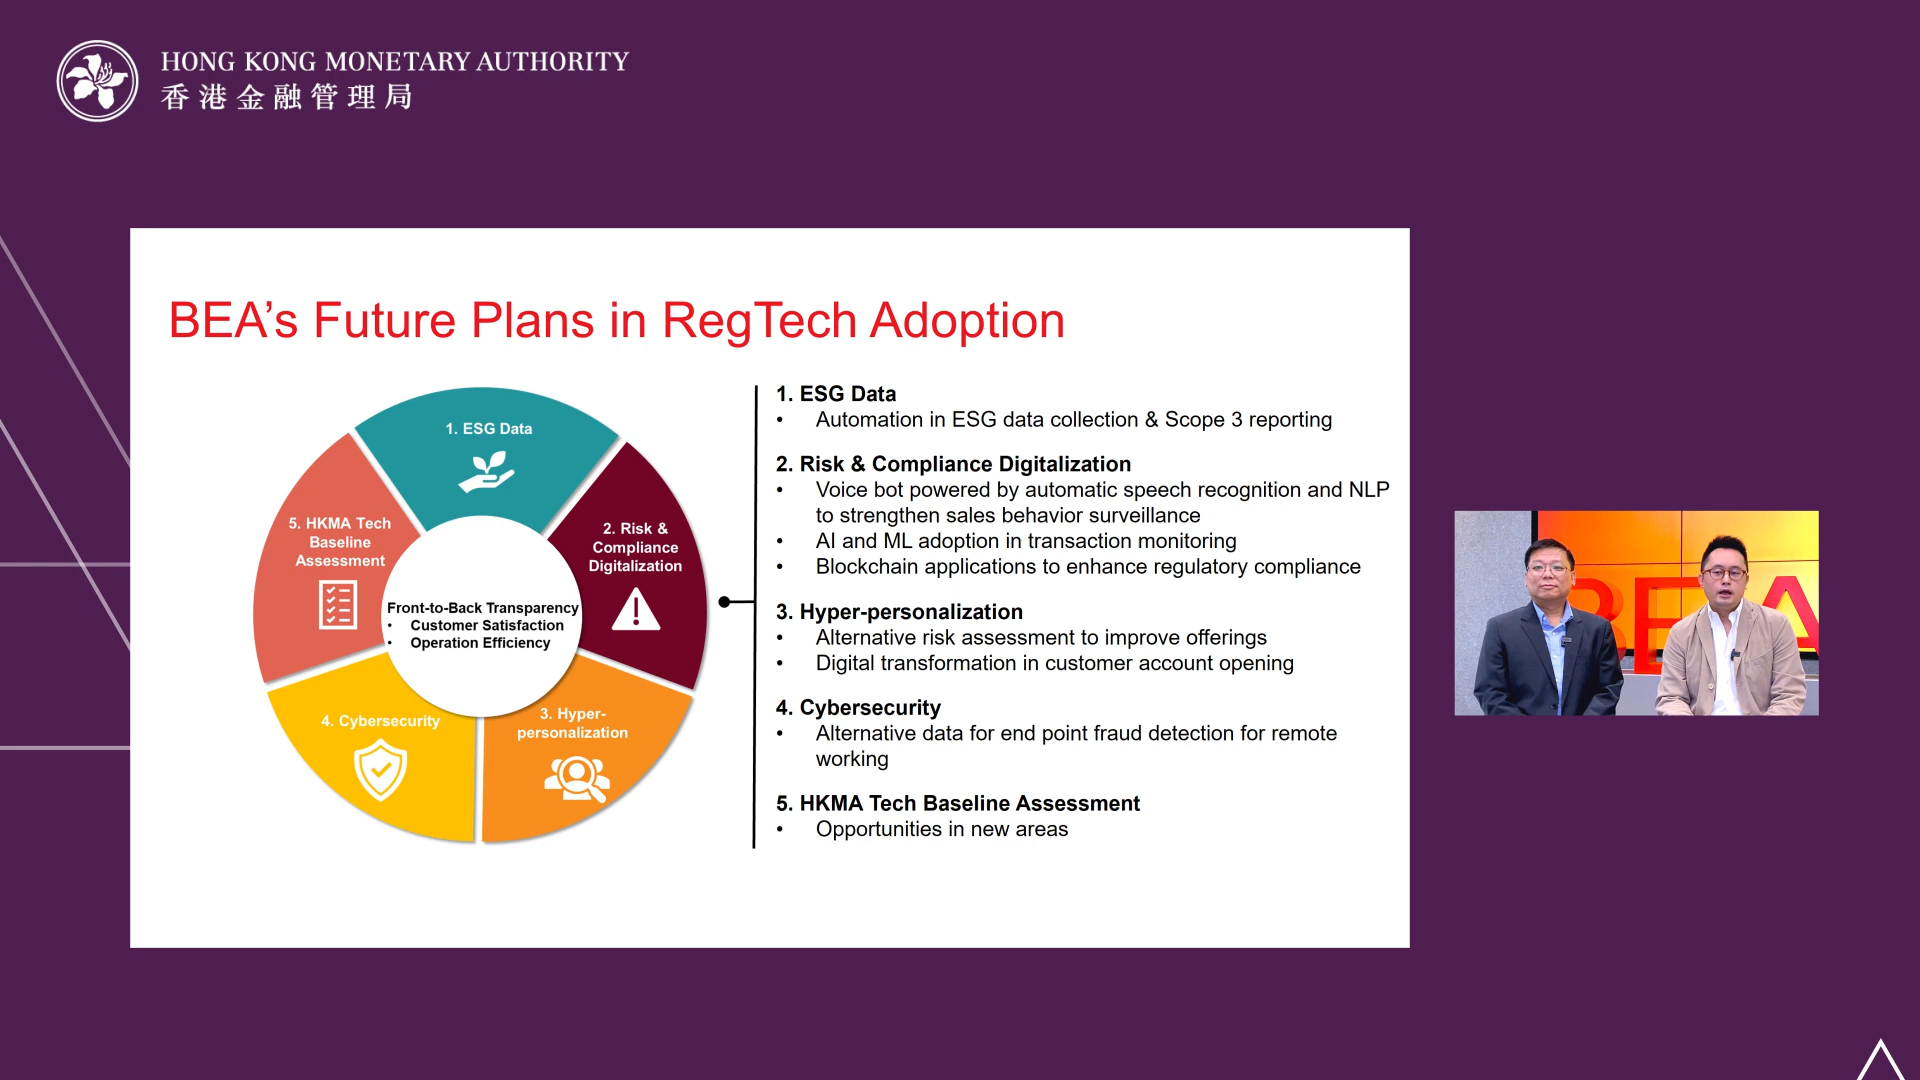 HONG KONG MONETARY AUTHORITY
香港金融管理局
BEA’s Future Plans in RegTech Adoption
1. ESG Data
2. Risk &
Compliance
Digitalization
3. Hyper-
personalization
4. Cybersecurity
5. HKMA Tech
Baseline
Assessment
Front-to-Back Transparency
• Customer Satisfaction
• Operation Efficiency
1. ESG Data
• Automation in ESG data collection & Scope 3 reporting
2. Risk & Compliance Digitalization
• Voice bot powered by automatic speech recognition and NLP
to strengthen sales behavior surveillance
• AI and ML adoption in transaction monitoring
• Blockchain applications to enhance regulatory compliance
3. Hyper-personalization
• Alternative risk assessment to improve offerings
• Digital transformation in customer account opening
4. Cybersecurity
• Alternative data for end point fraud detection for remote
working
5. HKMA Tech Baseline Assessment
• Opportunities in new areas
BEA